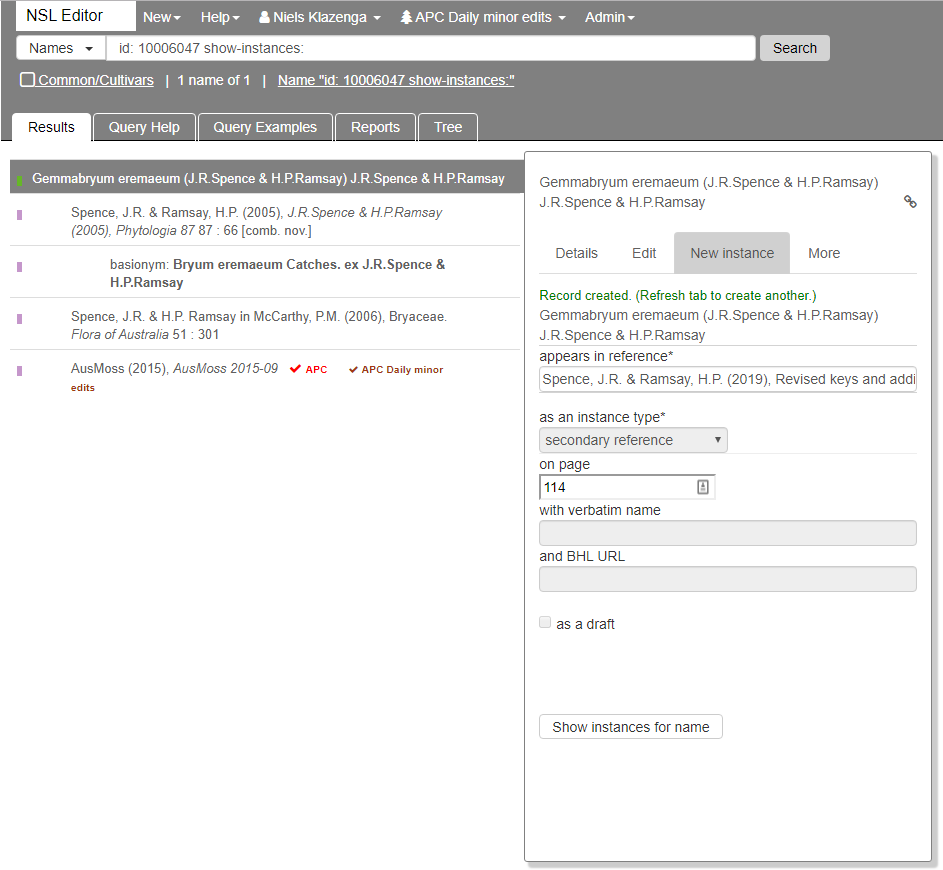 NSL Editor New Help Niels Klazenga APC Daily minor edits Admin
Names id: 10006047 show-instances: Search
Common/Cultivars | 1 name of 1 | Name "id: 10006047 show-instances:"
Results Query Help Query Examples Reports Tree
Gemmabryum eremaeum (J.R.Spence & H.P.Ramsay) J.R.Spence & H.P.Ramsay
Spence, J.R. & Ramsay, H.P. (2005), J.R.Spence & H.P.Ramsay
(2005), Phytologia 87 87 : 66 [comb. nov.]
basionym: Bryum eremaeum Catches. ex J.R.Spence &
H.P.Ramsay
Spence, J.R. & H.P. Ramsay in McCarthy, P.M. (2006), Bryaceae.
Flora of Australia 51 : 301
AusMoss (2015), AusMoss 2015-09 APC APC Daily minor
edits
Gemmabryum eremaeum (J.R.Spence & H.P.Ramsay)
J.R.Spence & H.P.Ramsay
Details Edit New instance More
Record created. (Refresh tab to create another.)
Gemmabryum eremaeum (J.R.Spence & H.P.Ramsay)
J.R.Spence & H.P.Ramsay
appears in reference*
Spence, J.R. & Ramsay, H.P. (2019), Revised keys and addi
as an instance type*
secondary reference
on page
114
with verbatim name
and BHL URL
as a draft
Show instances for name